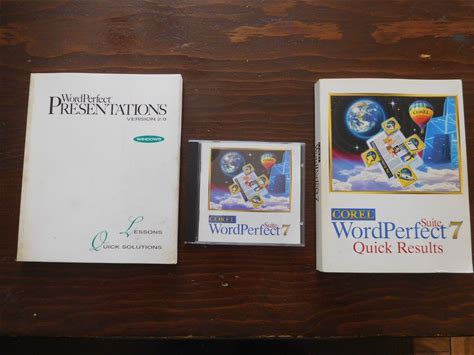 WordPerfect
PRESENTATIONS
VERSION 2.0
WINDOWS
LESSONS
QUICK SOLUTIONS
COREL
WordPerfect Suite 7
COREL
COREL
WordPerfect Suite 7
Quick Results